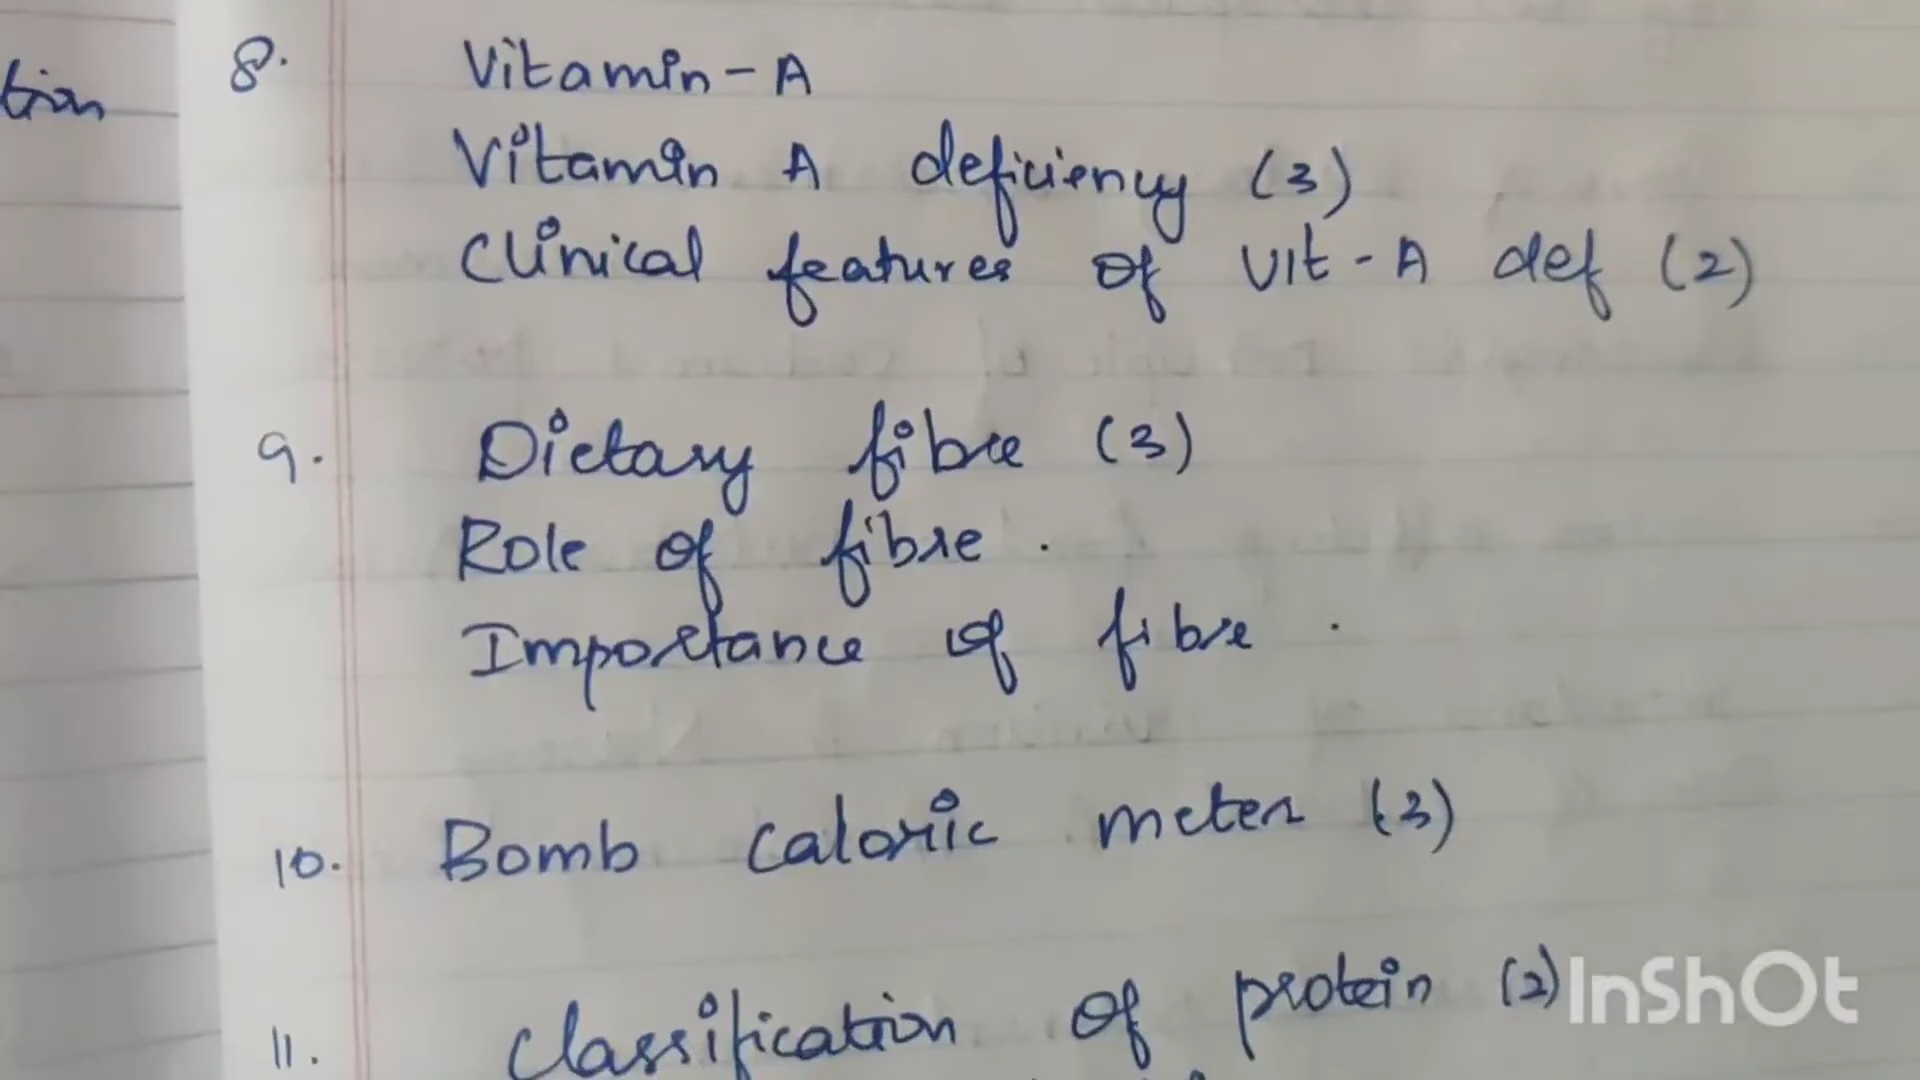 tion
8. Vitamin - A
Vitamin A deficiency (3)
Clinical features of Vit - A def (2)
9. Dietary fibre (3)
Role of fibre.
Importance of fibre.
10. Bomb caloric meter (3)
11. Classification of protein (2)
InShOt